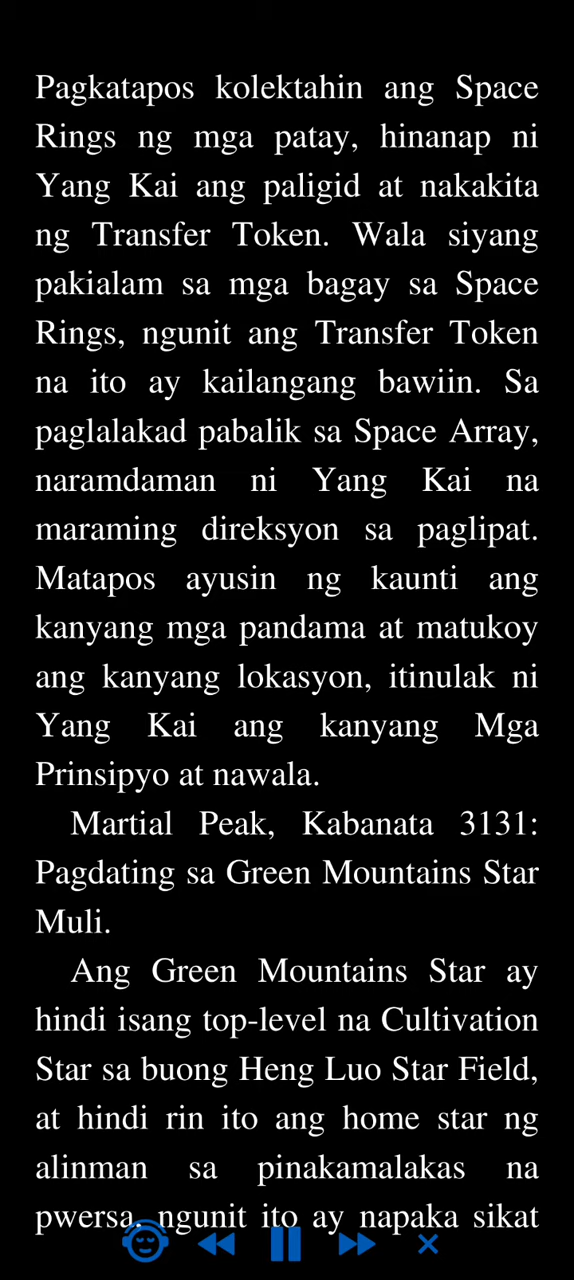 Pagkatapos kolektahin ang Space
Rings ng mga patay, hinanap ni
Yang Kai ang paligid at nakakita
ng Transfer Token. Wala siyang
pakialam sa mga bagay sa Space
Rings, ngunit ang Transfer Token
na ito ay kailangang bawiin. Sa
paglalakad pabalik sa Space Array,
naramdaman ni Yang Kai na
maraming direksyon sa paglipat.
Matapos ayusin ng kaunti ang
kanyang mga pandama at matukoy
ang kanyang lokasyon, itinulak ni
Yang Kai ang kanyang Mga
Prinsipyo at nawala.
Martial Peak, Kabanata 3131:
Pagdating sa Green Mountains Star
Muli.
Ang Green Mountains Star ay
hindi isang top-level na Cultivation
Star sa buong Heng Luo Star Field,
at hindi rin ito ang home star ng
alinman sa pinakamalakas na
pwersa, ngunit ito ay napaka sikat